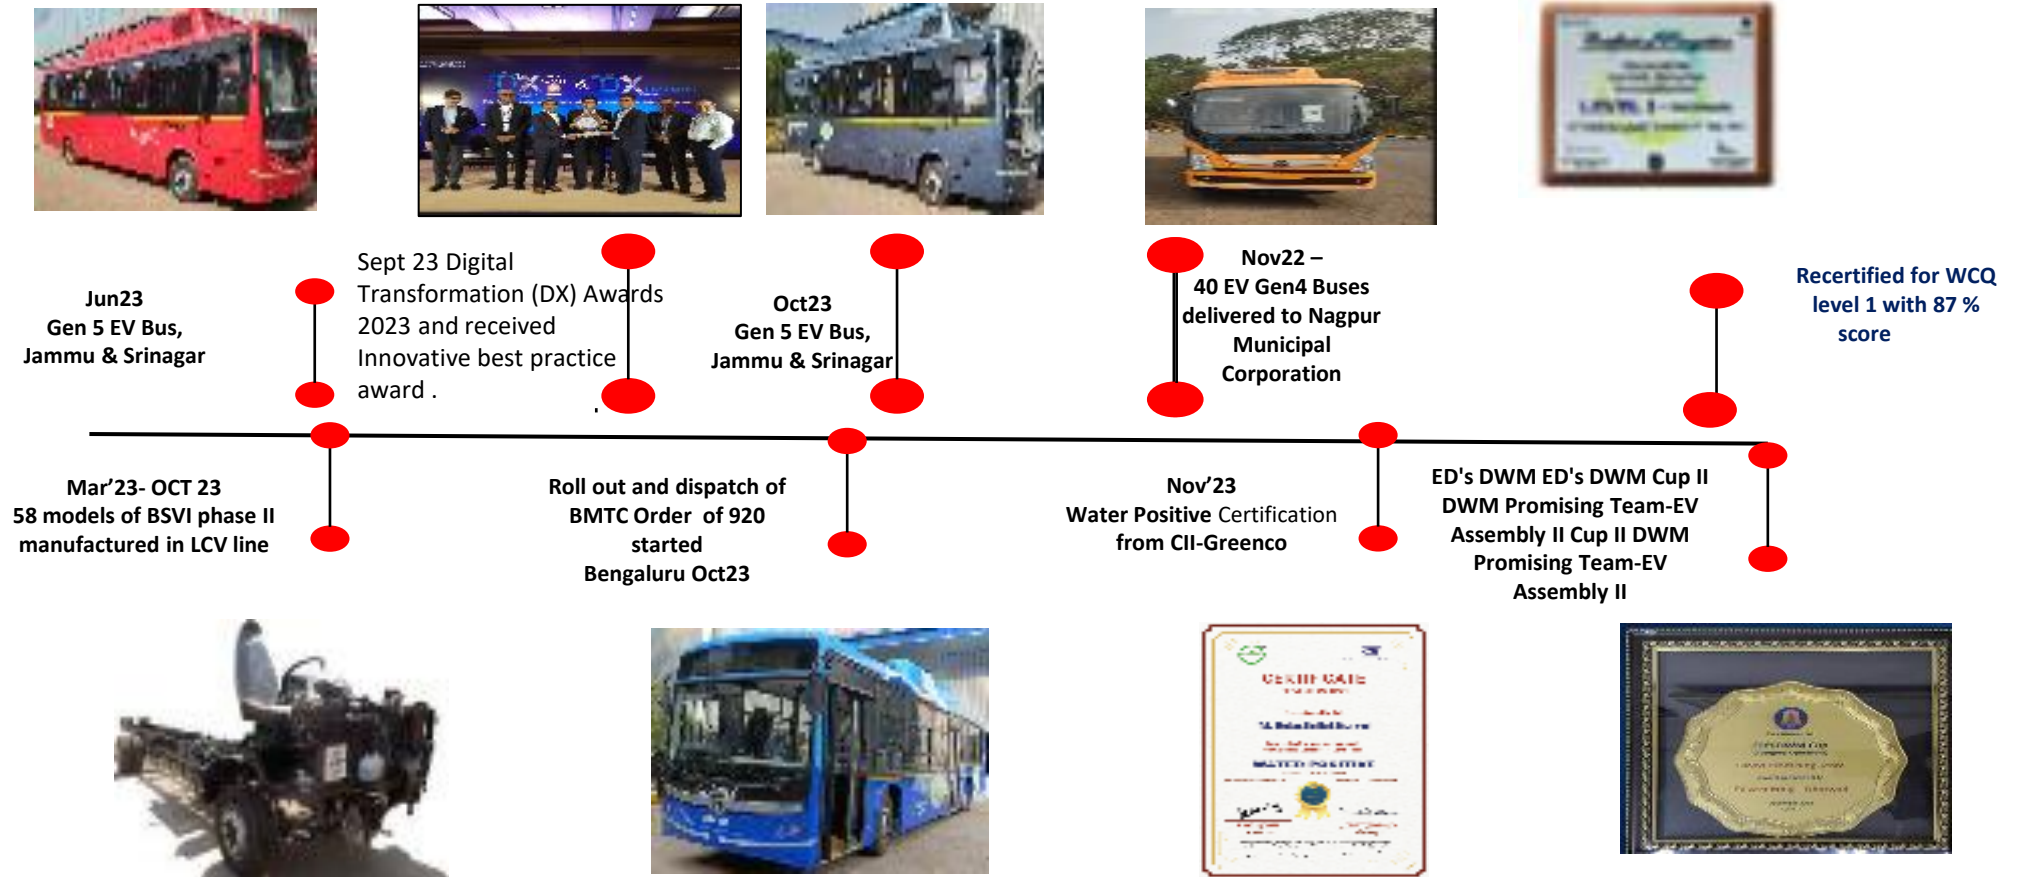 Jun23
Gen 5 EV Bus,
Jammu & Srinagar
Sept 23 Digital
Transformation (DX) Awards
2023 and received
Innovative best practice
award .
Oct23
Gen 5 EV Bus,
Jammu & Srinagar
Nov22 –
40 EV Gen4 Buses
delivered to Nagpur
Municipal
Corporation
Recertified for WCQ
level 1 with 87 %
score
Mar’23- OCT 23
58 models of BSVI phase II
manufactured in LCV line
Roll out and dispatch of
BMTC Order of 920
started
Bengaluru Oct23
Nov’23
Water Positive Certification
from CII-Greenco
ED's DWM ED's DWM Cup II
DWM Promising Team-EV
Assembly II Cup II DWM
Promising Team-EV
Assembly II
CERTIFICATE
WATER POSITIVE